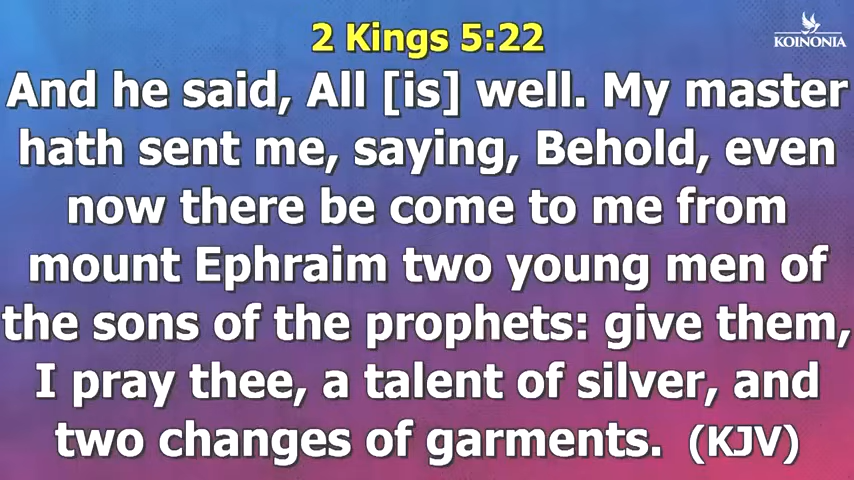 2 Kings 5:22
KOINONIA
And he said, All [is] well. My master
hath sent me, saying, Behold, even
now there be come to me from
mount Ephraim two young men of
the sons of the prophets: give them,
I pray thee, a talent of silver, and
two changes of garments. (KJV)